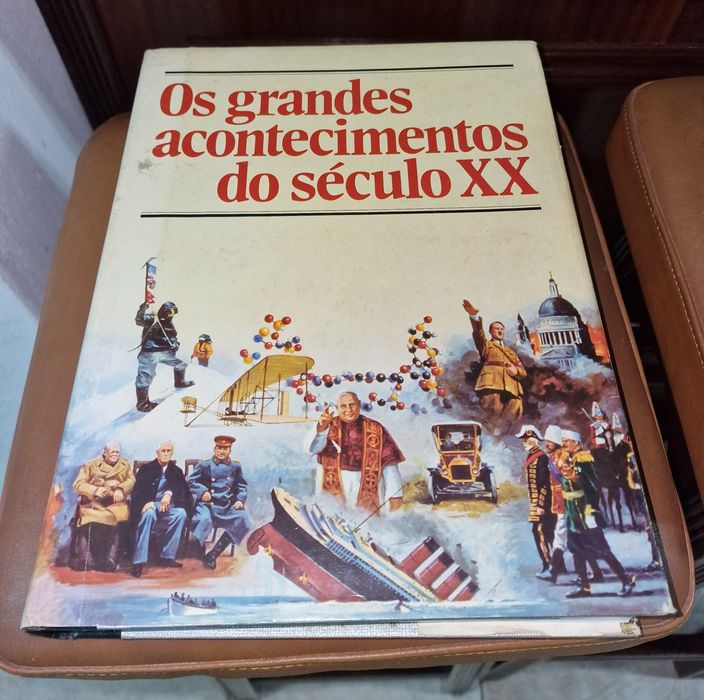 Os grandes
acontecimentos
do século XX